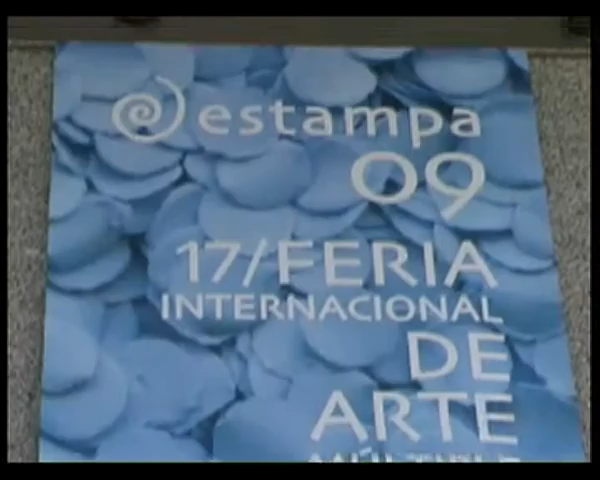 estampa
09
17/FERIA
INTERNACIONAL
DE
ARTE